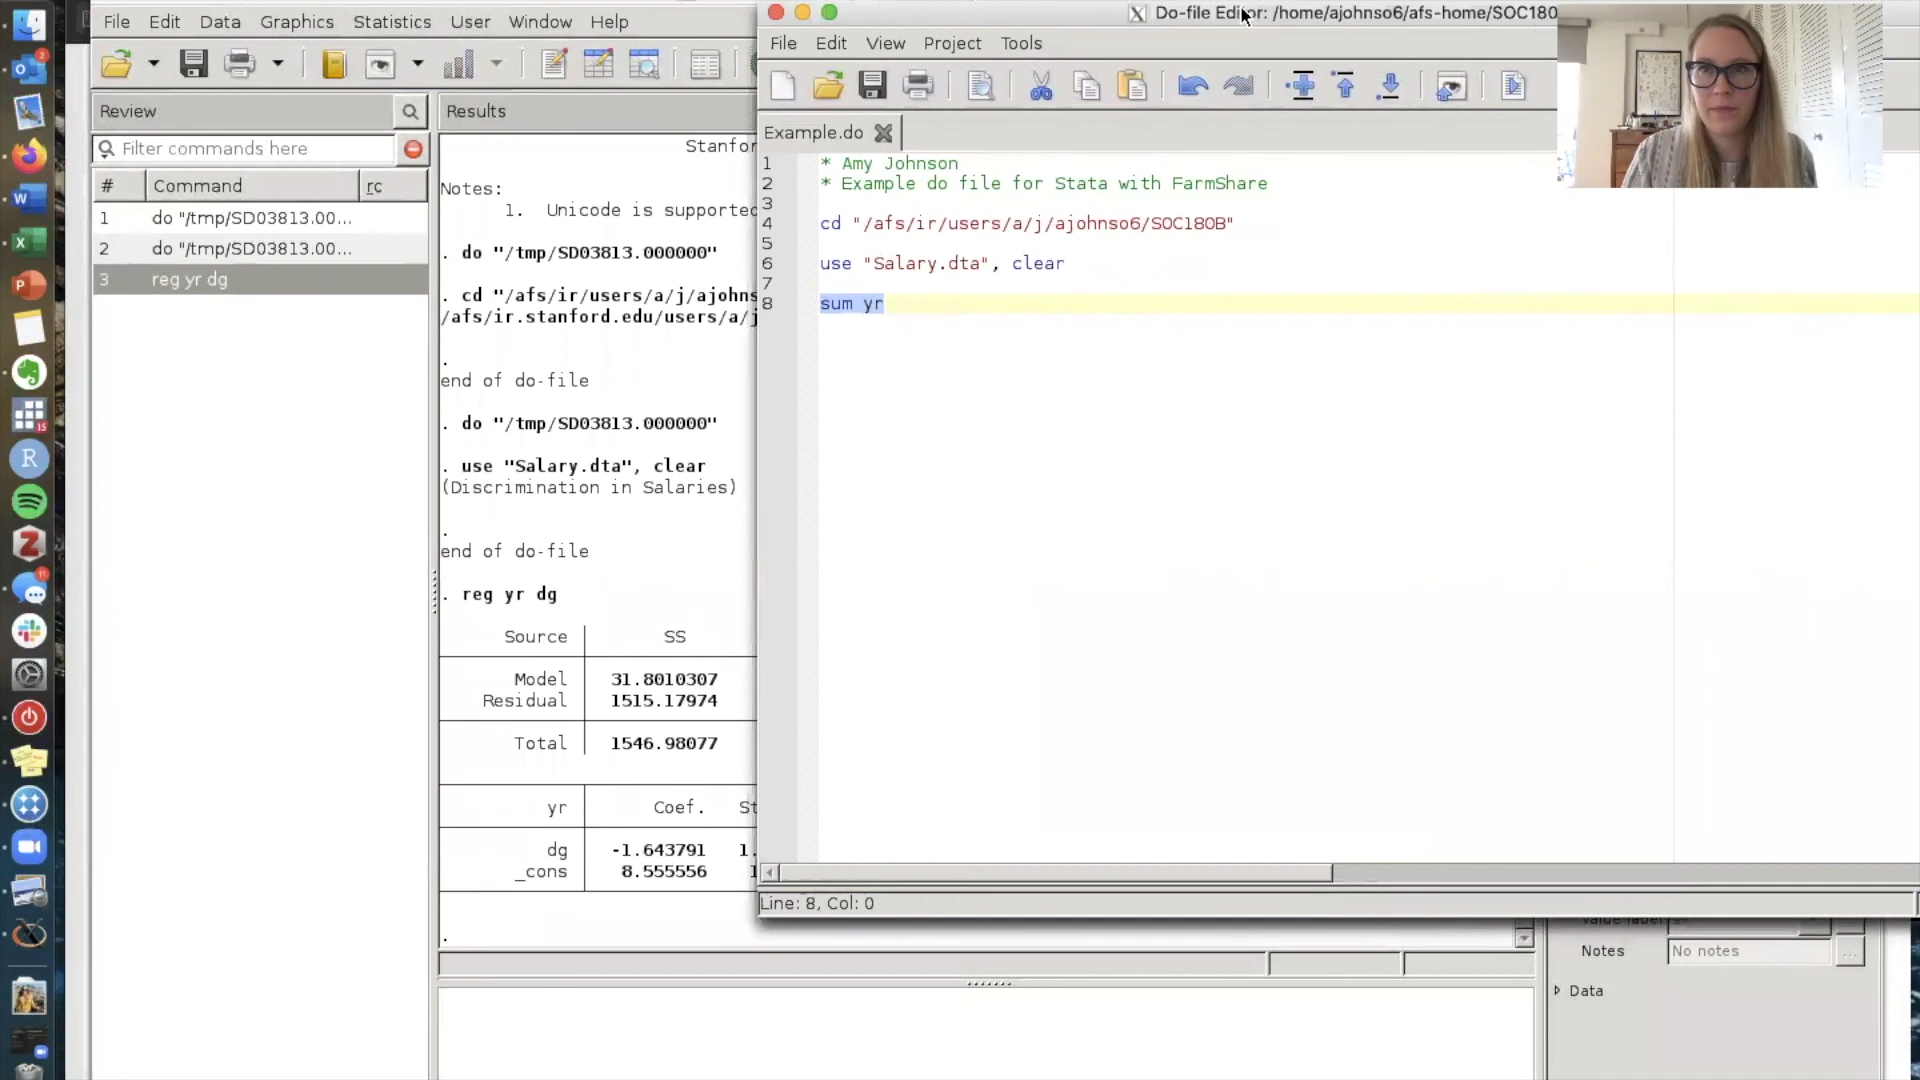 File Edit Data Graphics Statistics User Window Help
Review
Filter commands here
# Command rc
1 do "/tmp/SD03813.00...
2 do "/tmp/SD03813.00...
3 reg yr dg
Results
Stanfor
Notes:
1. Unicode is supported
. do "/tmp/SD03813.000000"
. cd "/afs/ir/users/a/j/ajohns
/afs/ir.stanford.edu/users/a/j
.
end of do-file
. do "/tmp/SD03813.000000"
. use "Salary.dta", clear
(Discrimination in Salaries)
.
end of do-file
. reg yr dg
Source SS
Model 31.8010307
Residual 1515.17974
Total 1546.98077
yr Coef. St
dg -1.643791 1.
_cons 8.555556
.
Do-file Editor: /home/ajohnso6/afs-home/SOC180
File Edit View Project Tools
Example.do
1 * Amy Johnson
2 * Example do file for Stata with FarmShare
3
4 cd "/afs/ir/users/a/j/ajohnso6/SOC180B"
5
6 use "Salary.dta", clear
7
8 sum yr
Line: 8, Col: 0
Notes No notes ...
Data